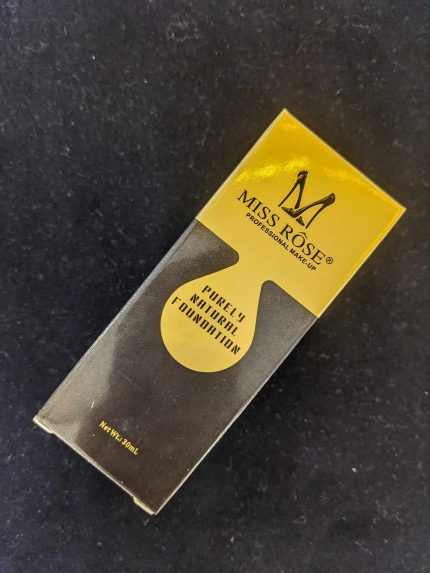 MISS RÔSE®
PROFESSIONAL MAKE-UP
PURELY
NATURAL
FOUNDATION
Net Wt.: 30mL